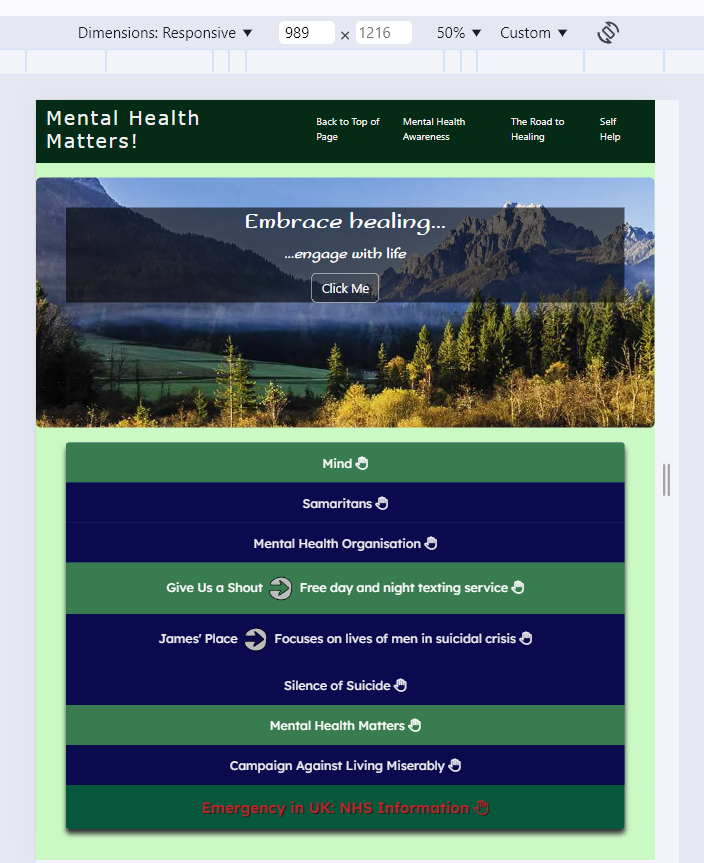 Dimensions: Responsive ▼ 989 × 1216 50% ▼ Custom ▼
Mental Health
Matters!
Back to Top of
Page
Mental Health
Awareness
The Road to
Healing
Self
Help
Embrace healing...
...engage with life
Click Me
Mind
Samaritans
Mental Health Organisation
Give Us a Shout Free day and night texting service
James' Place Focuses on lives of men in suicidal crisis
Silence of Suicide
Mental Health Matters
Campaign Against Living Miserably
Emergency in UK: NHS Information